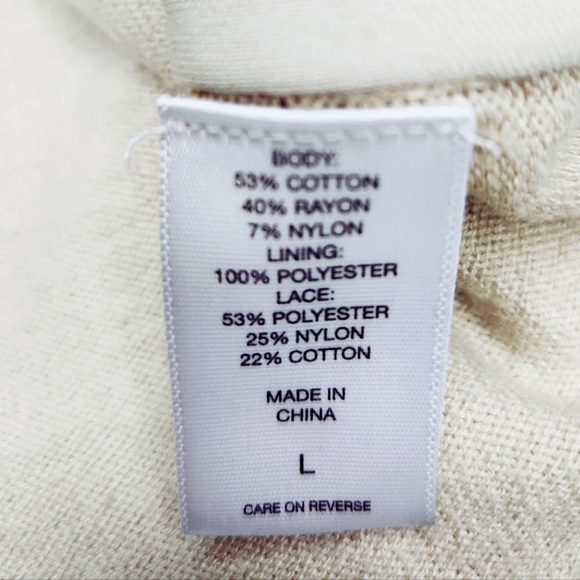 BODY:
53% COTTON
40% RAYON
7% NYLON
LINING:
100% POLYESTER
LACE:
53% POLYESTER
25% NYLON
22% COTTON
MADE IN
CHINA
L
CARE ON REVERSE